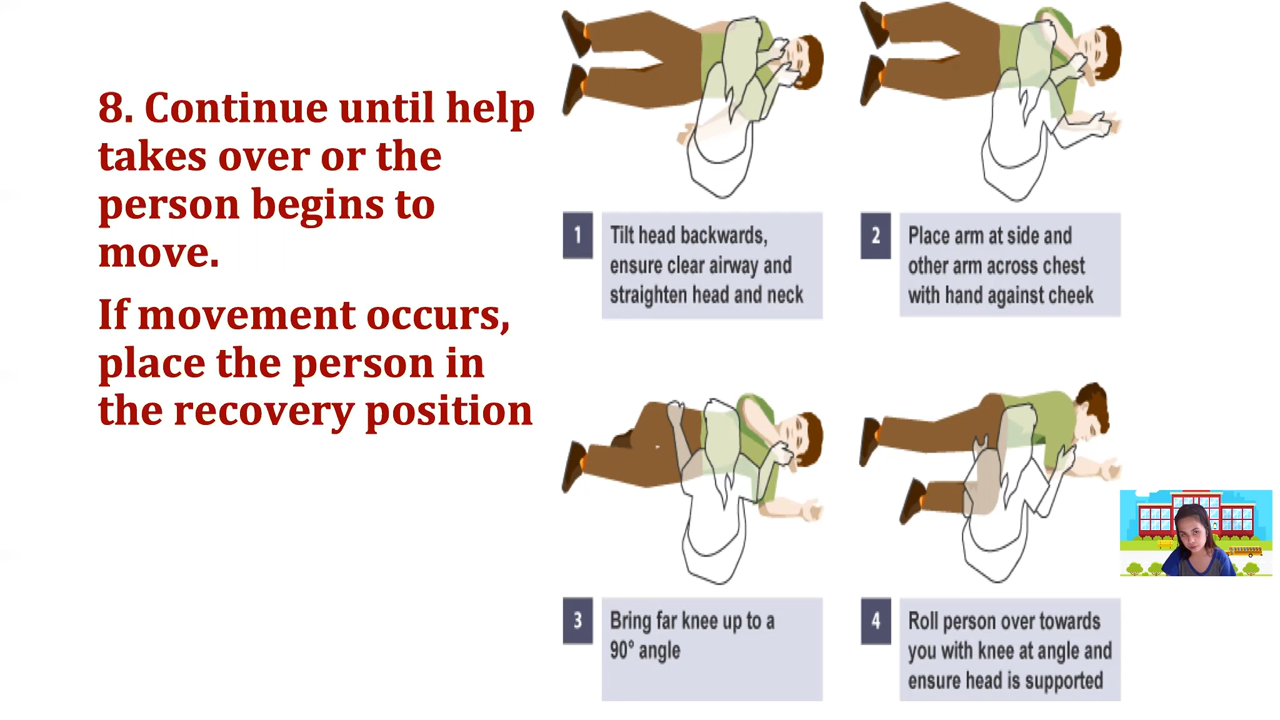 8. Continue until help
takes over or the
person begins to
move.
If movement occurs,
place the person in
the recovery position
1
Tilt head backwards,
ensure clear airway and
straighten head and neck
2
Place arm at side and
other arm across chest
with hand against cheek
3
Bring far knee up to a
90° angle
4
Roll person over towards
you with knee at angle and
ensure head is supported